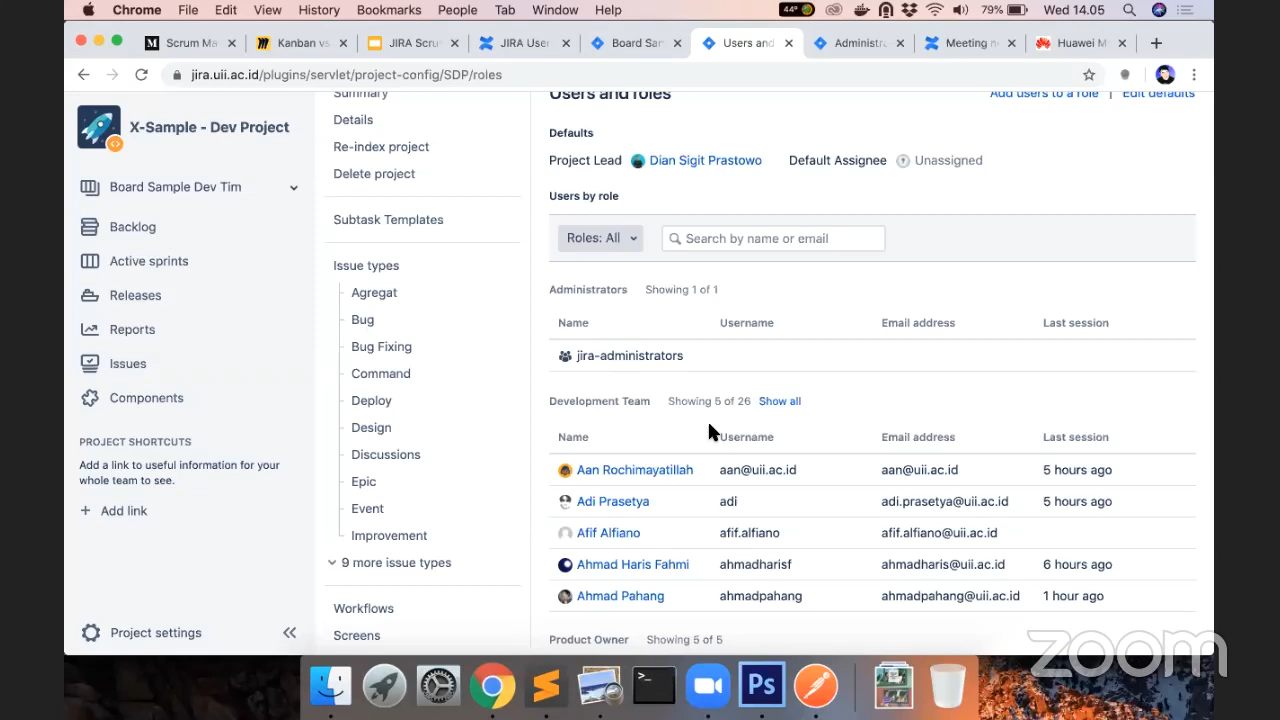 Chrome File Edit View History Bookmarks People Tab Window Help 44° 79% Wed 14.05
Scrum Ma Kanban vs JIRA Scru JIRA User Board Sam Users and Administra Meeting n Huawei M
jira.uii.ac.id/plugins/servlet/project-config/SDP/roles
X-Sample - Dev Project
Board Sample Dev Tim
Backlog
Active sprints
Releases
Reports
Issues
Components
PROJECT SHORTCUTS
Add a link to useful information for your
whole team to see.
+ Add link
Project settings
Summary
Details
Re-index project
Delete project
Subtask Templates
Issue types
Agregat
Bug
Bug Fixing
Command
Deploy
Design
Discussions
Epic
Event
Improvement
9 more issue types
Workflows
Screens
Users and roles Add users to a role Edit defaults
Defaults
Project Lead Dian Sigit Prastowo Default Assignee Unassigned
Users by role
Roles: All Search by name or email
Administrators Showing 1 of 1
Name Username Email address Last session
jira-administrators
Development Team Showing 5 of 26 Show all
Name Username Email address Last session
Aan Rochimayatillah aan@uii.ac.id aan@uii.ac.id 5 hours ago
Adi Prasetya adi adi.prasetya@uii.ac.id 5 hours ago
Afif Alfiano afif.alfiano afif.alfiano@uii.ac.id
Ahmad Haris Fahmi ahmadharisf ahmadharis@uii.ac.id 6 hours ago
Ahmad Pahang ahmadpahang ahmadpahang@uii.ac.id 1 hour ago
Product Owner Showing 5 of 5
zoom
Ps